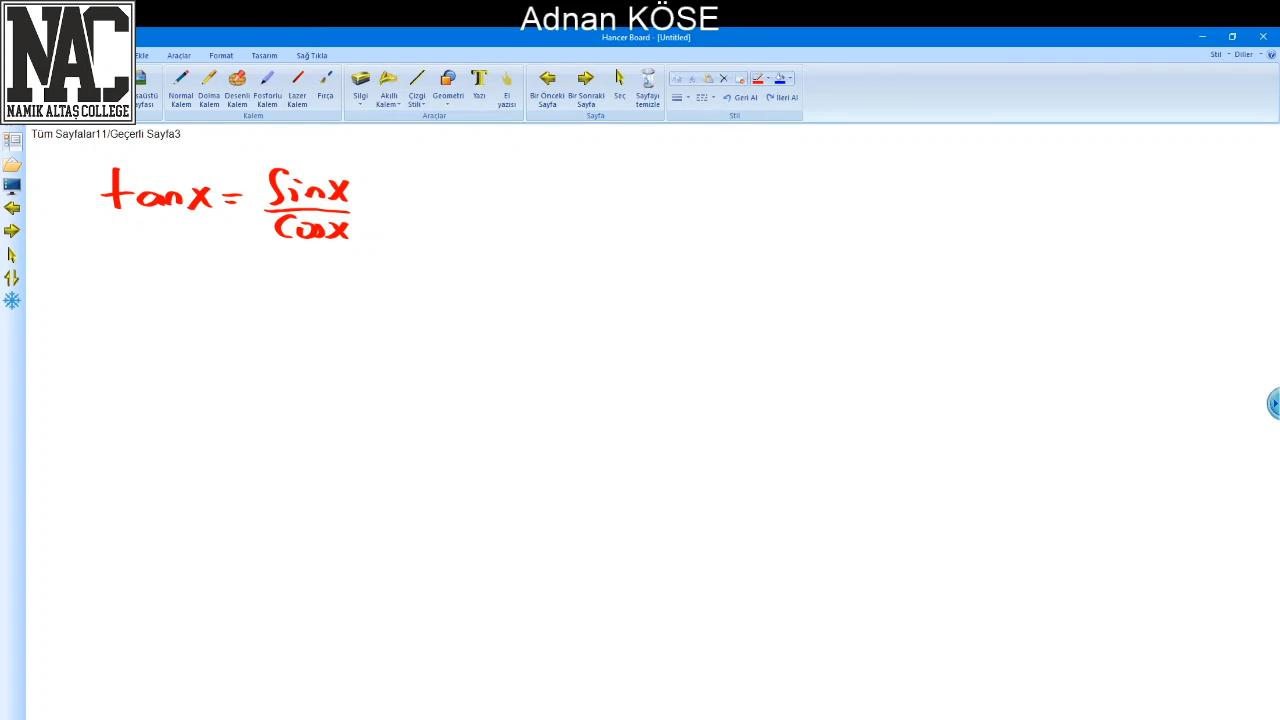 Adnan KÖSE
NAC
NAMIK ALTAŞ COLLEGE
Hancer Board - [Untitled]
Ekle Araçlar Format Tasarım Sağ Tıkla
Stil Diller
Normal Kalem
Dolma Kalem
Desenli Kalem
Fosforlu Kalem
Lazer Kalem
Fırça
Kalem
Silgi
Akıllı Kalem
Çizgi Stili
Geometri
Yazı
El yazısı
Araçlar
Bir Önceki Sayfa
Bir Sonraki Sayfa
Seç
Sayfayı temizle
Sayfa
Geri Al
İleri Al
Stil
Tüm Sayfalar11/Geçerli Sayfa3
tanx = sinx
cosx